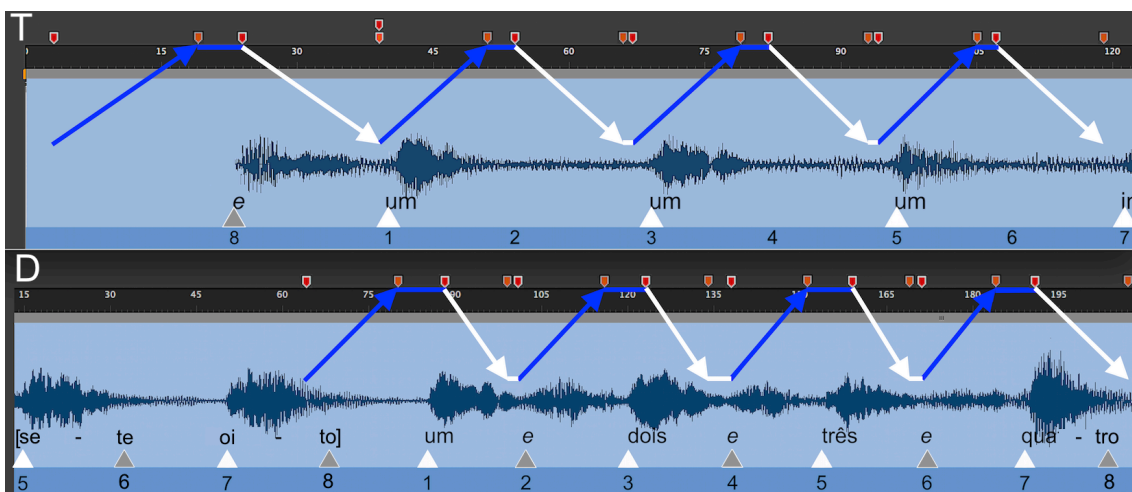 T
15 30 45 60 75 90 105 120
e um um um
8 1 2 3 4 5 6 7
D
15 30 45 60 75 90 105 120 135 150 165 180 195
[se - te oi - to] um e dois e três e qua - tro
5 6 7 8 1 2 3 4 5 6 7 8